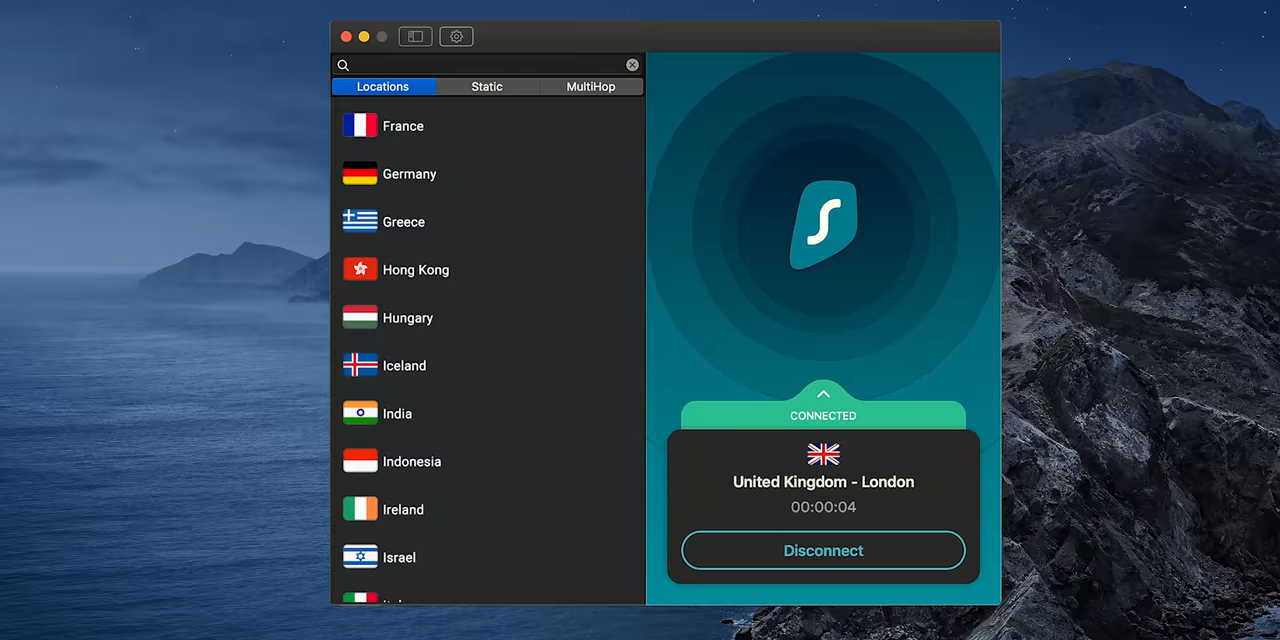 Locations
Static
MultiHop
France
Germany
Greece
Hong Kong
Hungary
Iceland
India
Indonesia
Ireland
Israel
CONNECTED
United Kingdom - London
00:00:04
Disconnect